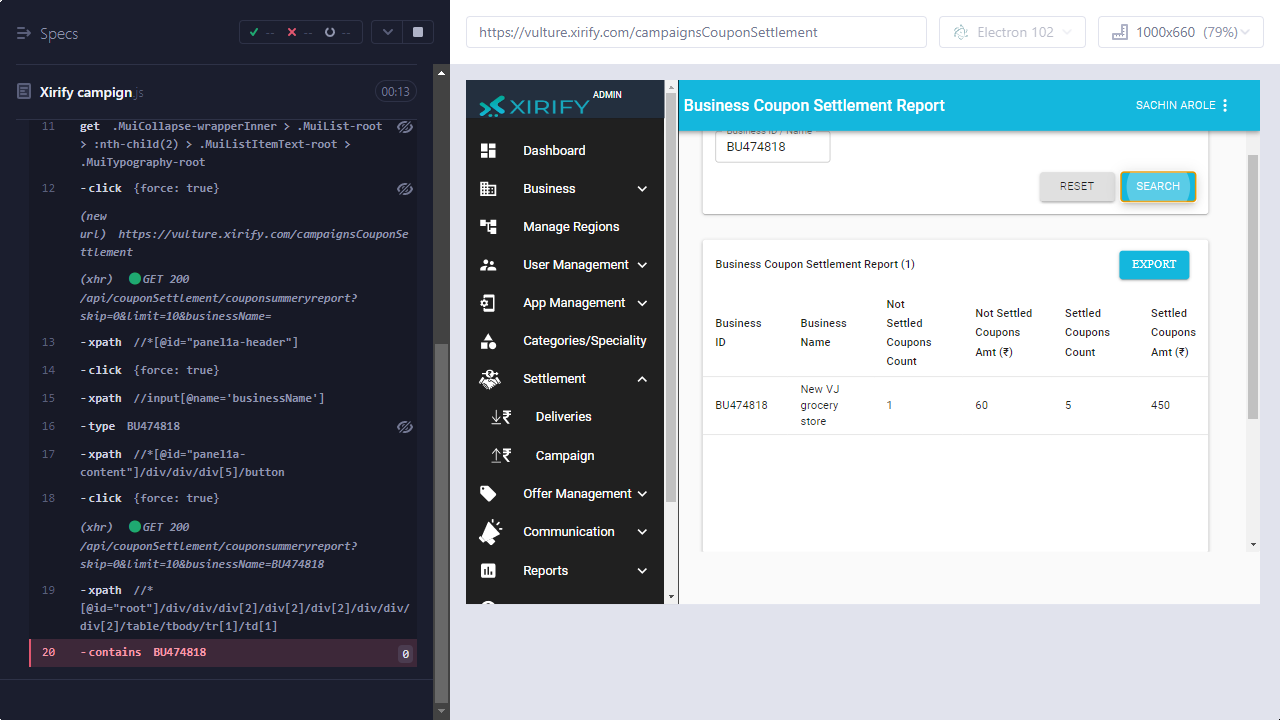 Specs
-- -- --
Xirify campign.js 00:13
11 get .MuiCollapse-wrapperInner > .MuiList-root
> :nth-child(2) > .MuiListItemText-root >
.MuiTypography-root
12 -click {force: true}
(new
url) https://vulture.xirify.com/campaignsCouponSe
ttlement
(xhr) GET 200
/api/couponSettlement/couponsummeryreport?
skip=0&limit=10&businessName=
13 -xpath //*[@id="panel1a-header"]
14 -click {force: true}
15 -xpath //input[@name='businessName']
16 -type BU474818
17 -xpath //*[@id="panel1a-
content"]/div/div/div[5]/button
18 -click {force: true}
(xhr) GET 200
/api/couponSettlement/couponsummeryreport?
skip=0&limit=10&businessName=BU474818
19 -xpath //*
[@id="root"]/div/div/div[2]/div[2]/div[2]/div/div/
div[2]/table/tbody/tr[1]/td[1]
20 -contains BU474818 0
https://vulture.xirify.com/campaignsCouponSettlement
Electron 102
1000x660 (79%)
XIRIFY ADMIN
Dashboard
Business
Manage Regions
User Management
App Management
Categories/Speciality
Settlement
Deliveries
Campaign
Offer Management
Communication
Reports
Business Coupon Settlement Report
SACHIN AROLE
Business ID / Name
BU474818
RESET
SEARCH
Business Coupon Settlement Report (1)
EXPORT
Business
ID
Business
Name
Not
Settled
Coupons
Count
Not Settled
Coupons
Amt (₹)
Settled
Coupons
Count
Settled
Coupons
Amt (₹)
BU474818
New VJ
grocery
store
1
60
5
450